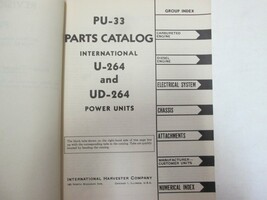 PU-33
PARTS CATALOG
INTERNATIONAL
U-264
and
UD-264
POWER UNITS
INTERNATIONAL HARVESTER COMPANY
GROUP INDEX
CARBURETED
ENGINE
DIESEL
ENGINE
ELECTRICAL SYSTEM
CHASSIS
ATTACHMENTS
MANUFACTURER-
CUSTOMER UNITS
NUMERICAL INDEX